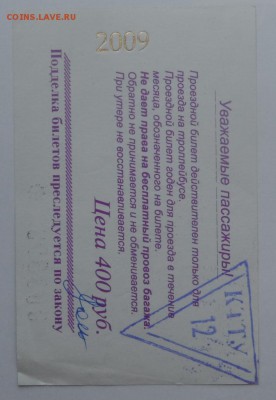 COINS.LAVE.RU
Уважаемые пассажиры!
Проездной билет действителен только для
проезда на троллейбусе.
Проездной билет годен для проезда в течение
месяца, обозначенного на билете.
Не дает права на бесплатный провоз багажа.
Обратно не принимается и не обменивается.
При утере не восстанавливается.
Цена 400 руб.
Подделка билетов преследуется по закону
2009
КПТУ
12